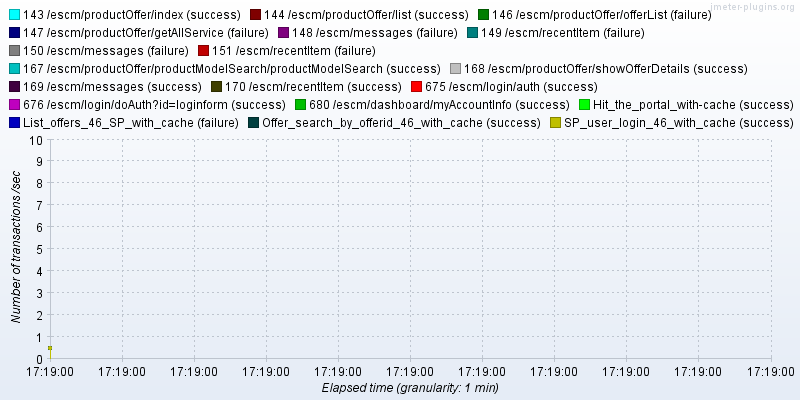 jmeter-plugins.org
143 /escm/productOffer/index (success) 144 /escm/productOffer/list (success) 146 /escm/productOffer/offerList (failure)
147 /escm/productOffer/getAllService (failure) 148 /escm/messages (failure) 149 /escm/recentItem (failure)
150 /escm/messages (failure) 151 /escm/recentItem (failure)
167 /escm/productOffer/productModelSearch/productModelSearch (success) 168 /escm/productOffer/showOfferDetails (success)
169 /escm/messages (success) 170 /escm/recentItem (success) 675 /escm/login/auth (success)
676 /escm/login/doAuth?id=loginform (success) 680 /escm/dashboard/myAccountInfo (success) Hit_the_portal_with-cache (success)
List_offers_46_SP_with_cache (failure) Offer_search_by_offerid_46_with_cache (success) SP_user_login_46_with_cache (success)
Number of transactions /sec
10
9
8
7
6
5
4
3
2
1
0
17:19:00 17:19:00 17:19:00 17:19:00 17:19:00 17:19:00 17:19:00 17:19:00 17:19:00 17:19:00 17:19:00
Elapsed time (granularity: 1 min)